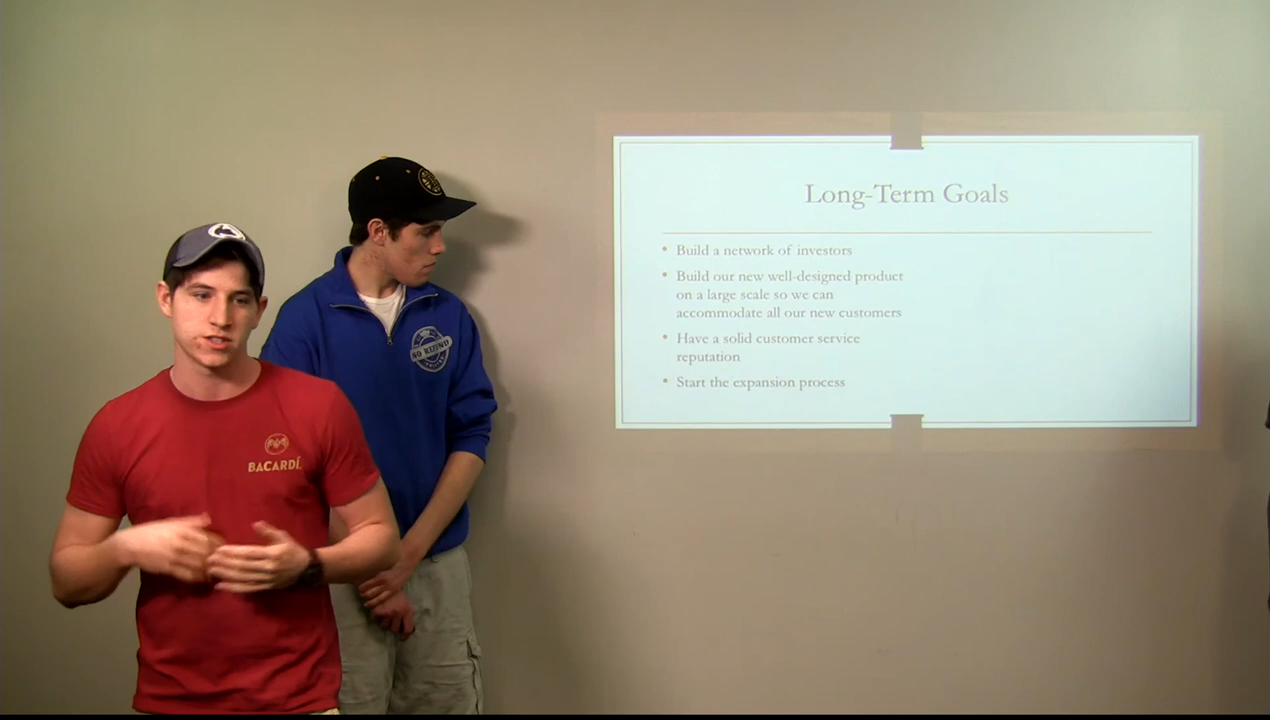 Long-Term Goals
• Build a network of investors
• Build our new well-designed product
on a large scale so we can
accommodate all our new customers
• Have a solid customer service
reputation
• Start the expansion process
BACARDÍ